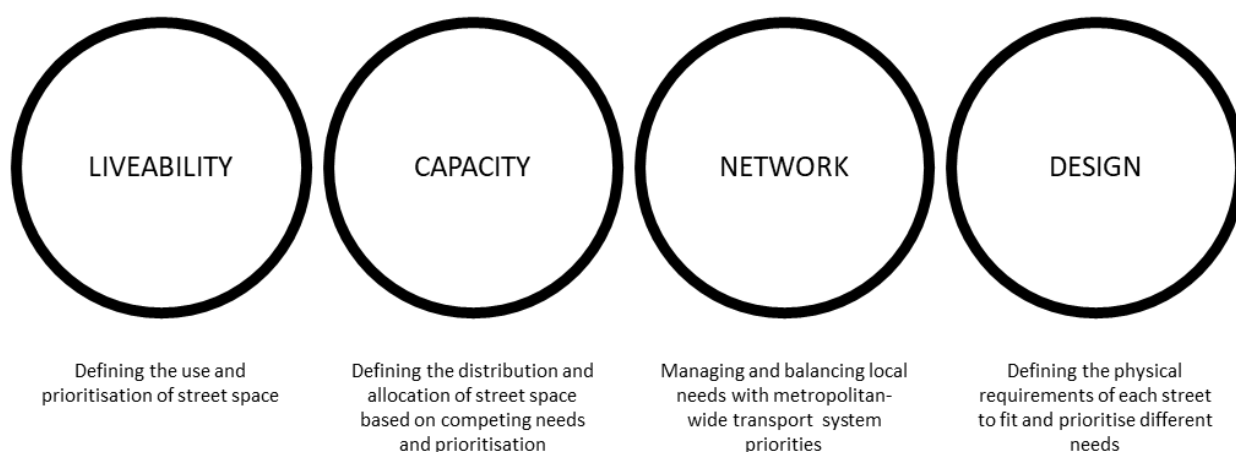 LIVEABILITY
CAPACITY
NETWORK
DESIGN
Defining the use and
prioritisation of street space
Defining the distribution and
allocation of street space
based on competing needs
and prioritisation
Managing and balancing local
needs with metropolitan-
wide transport system
priorities
Defining the physical
requirements of each street
to fit and prioritise different
needs